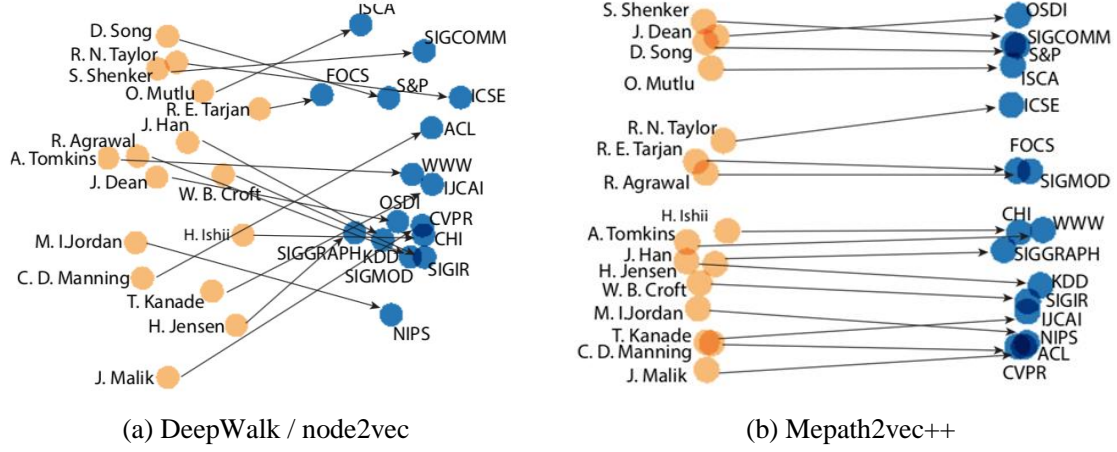 ISCA
D. Song
SIGCOMM
R. N. Taylor
S. Shenker
FOCS
S&P
O. Mutlu
ICSE
R. E. Tarjan
J. Han
ACL
R. Agrawal
A. Tomkins
WWW
J. Dean
IJCAI
W. B. Croft
OSDI
CVPR
H. Ishii
CHI
M. I.Jordan
SIGGRAPH
KDD
SIGIR
SIGMOD
C. D. Manning
T. Kanade
H. Jensen
NIPS
J. Malik
(a) DeepWalk / node2vec
S. Shenker
OSDI
J. Dean
SIGCOMM
D. Song
S&P
O. Mutlu
ISCA
ICSE
R. N. Taylor
R. E. Tarjan
FOCS
R. Agrawal
SIGMOD
H. Ishii
CHI
WWW
A. Tomkins
J. Han
SIGGRAPH
H. Jensen
KDD
W. B. Croft
SIGIR
M. I.Jordan
IJCAI
T. Kanade
NIPS
C. D. Manning
ACL
J. Malik
CVPR
(b) Mepath2vec++